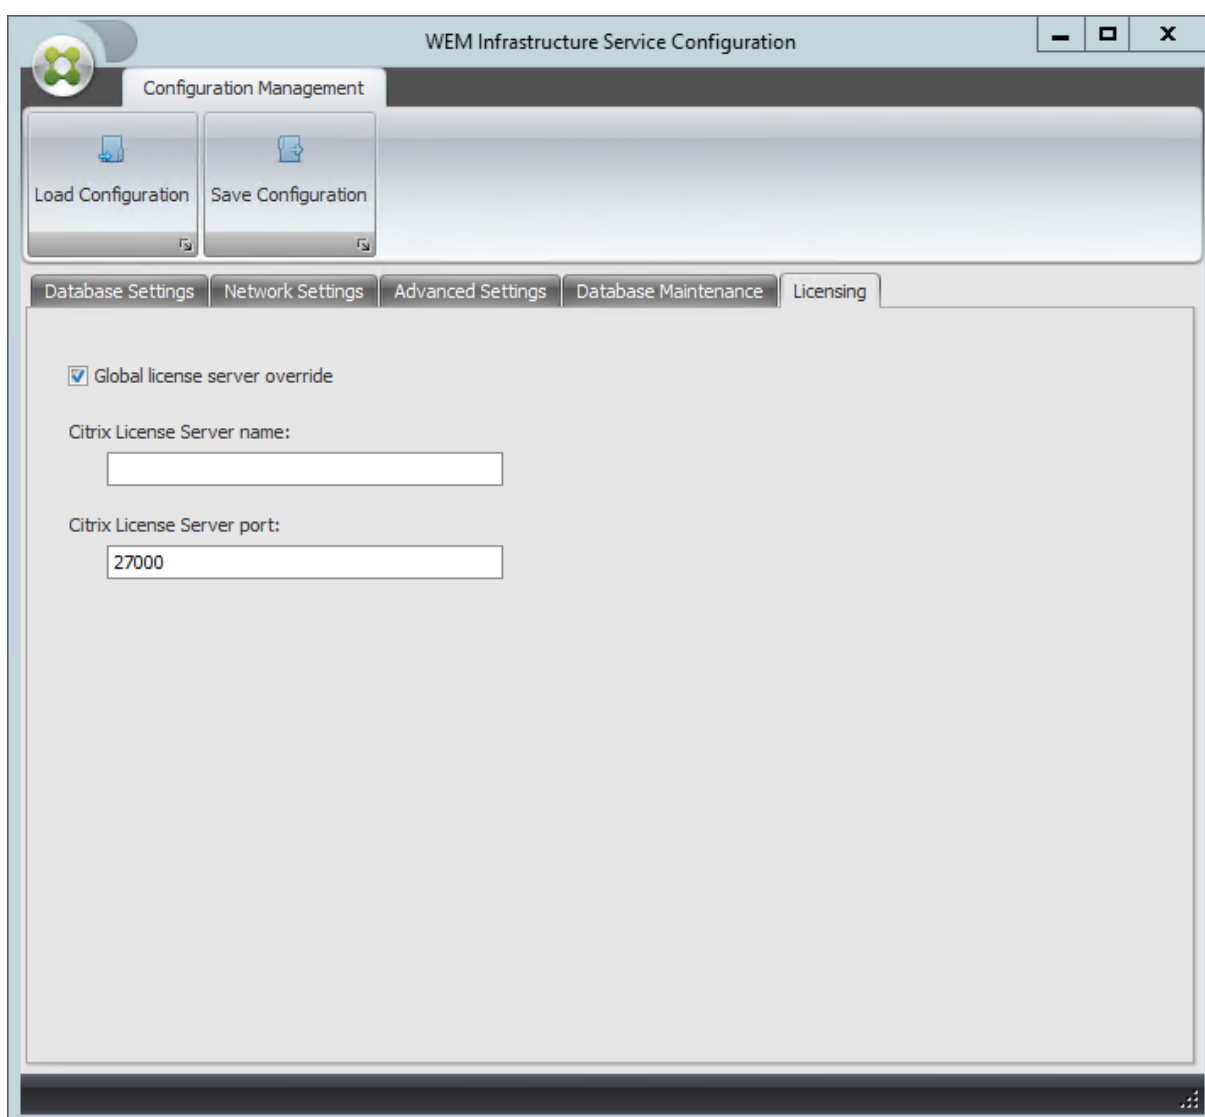 WEM Infrastructure Service Configuration
Configuration Management
Load Configuration Save Configuration
Database Settings Network Settings Advanced Settings Database Maintenance Licensing
Global license server override
Citrix License Server name:
Citrix License Server port:
27000